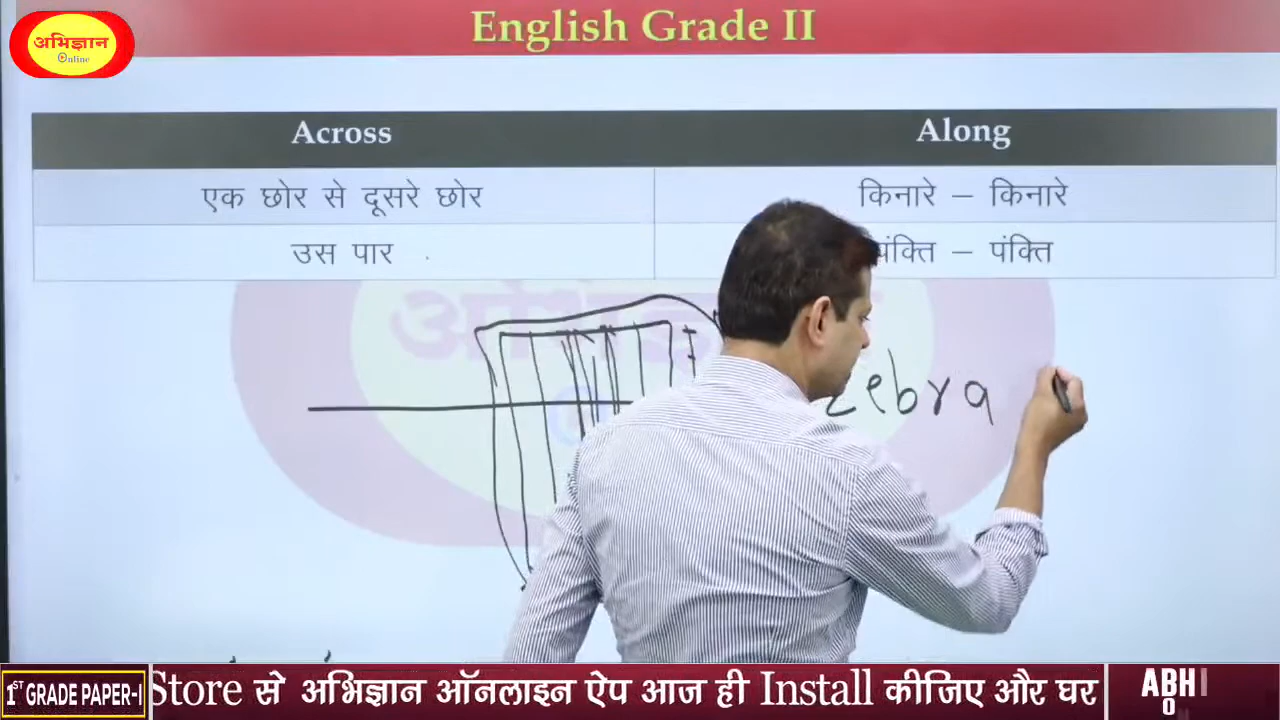 English Grade II
अभिज्ञान
Online
Across
Along
एक छोर से दूसरे छोर
किनारे – किनारे
उस पार
पंक्ति – पंक्ति
zebra
1ST GRADE PAPER-I
Store से अभिज्ञान ऑनलाइन ऐप आज ही Install कीजिए और घर
ABHI
O